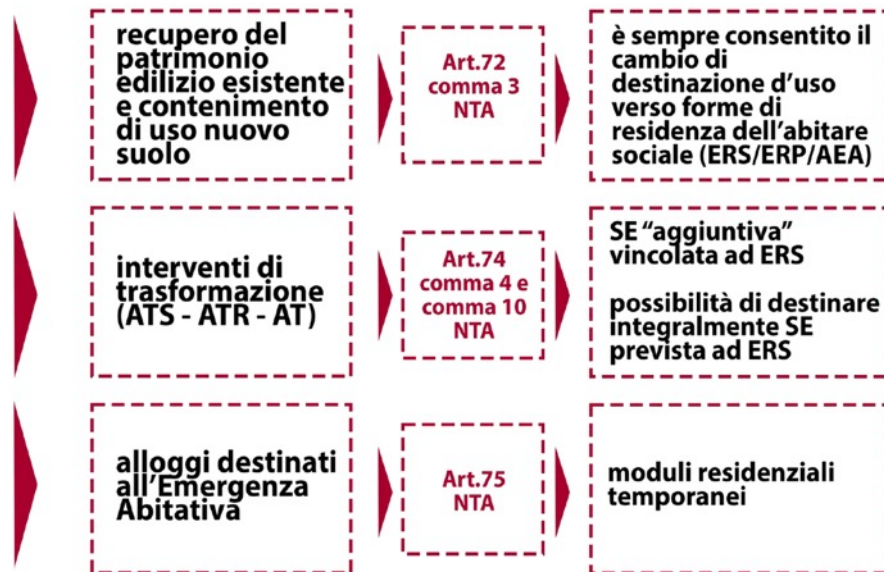 recupero del
patrimonio
edilizio esistente
e contenimento
di uso nuovo
suolo
Art.72
comma 3
NTA
è sempre consentito il
cambio di
destinazione d'uso
verso forme di
residenza dell'abitare
sociale (ERS/ERP/AEA)
interventi di
trasformazione
(ATS - ATR - AT)
Art.74
comma 4 e
comma 10
NTA
SE “aggiuntiva”
vincolata ad ERS
possibilità di destinare
integralmente SE
prevista ad ERS
alloggi destinati
all'Emergenza
Abitativa
Art.75
NTA
moduli residenziali
temporanei